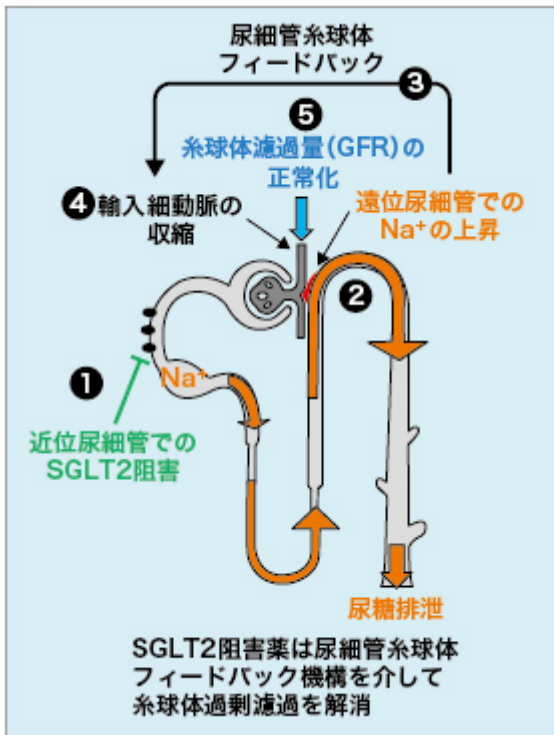 尿細管糸球体
フィードバック
❸
❺
糸球体濾過量(GFR)の
正常化
❹輸入細動脈の
収縮
遠位尿細管での
Na⁺の上昇
❷
❶
Na⁺
近位尿細管での
SGLT2阻害
尿糖排泄
SGLT2阻害薬は尿細管糸球体
フィードバック機構を介して
糸球体過剰濾過を解消